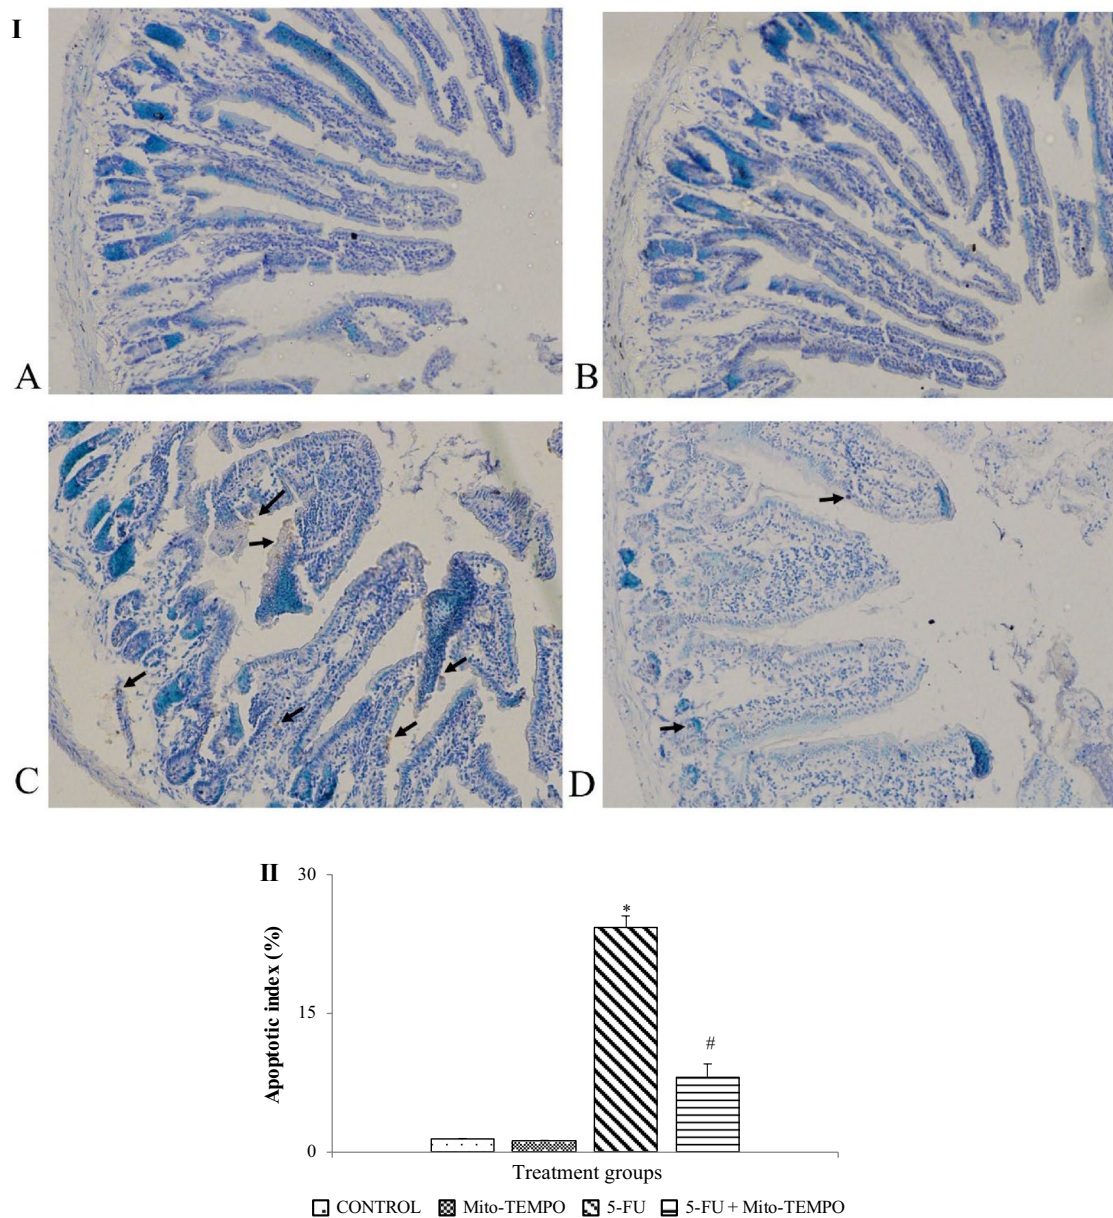 I
A
B
C
D
II
Apoptotic index (%)
30
15
0
*
#
Treatment groups
CONTROL Mito-TEMPO 5-FU 5-FU + Mito-TEMPO